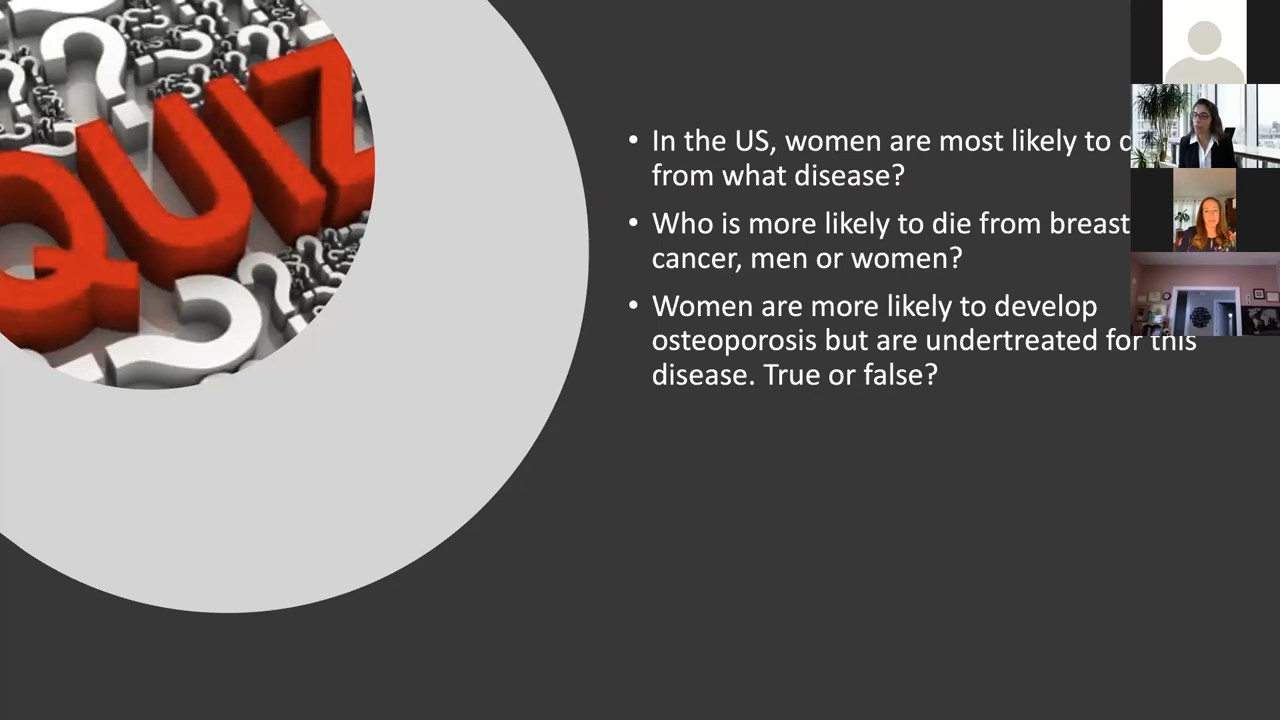 QUIZ
In the US, women are most likely to
from what disease?
Who is more likely to die from breast
cancer, men or women?
Women are more likely to develop
osteoporosis but are undertreated for this
disease. True or false?